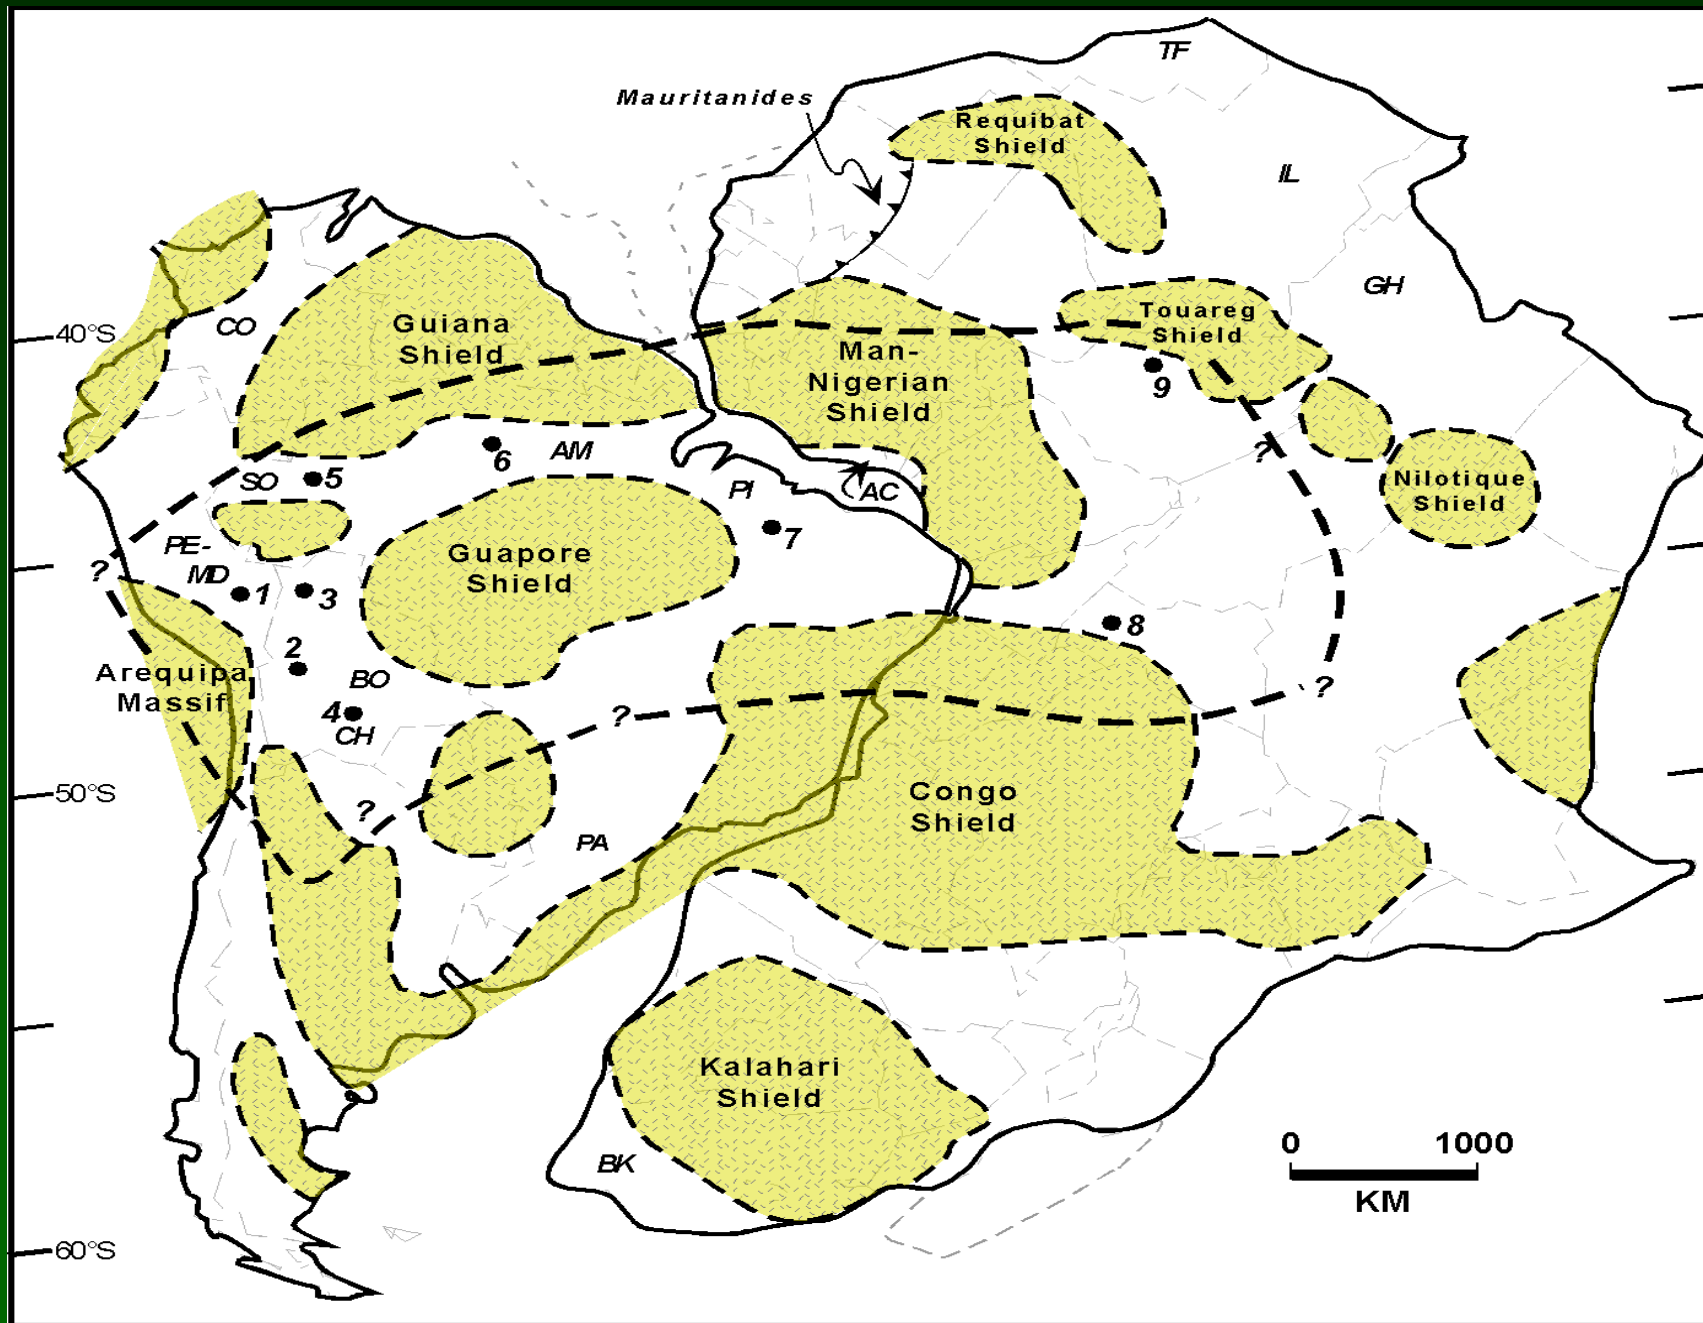 TF
Mauritanides
Requibat
Shield
IL
GH
CO
40°S
Guiana
Shield
Touareg
Shield
Man-
Nigerian
Shield
9
6
AM
?
SO
5
PI
AC
Nilotique
Shield
7
PE-
MD
?
1
3
Guapore
Shield
8
2
Arequipa
Massif
BO
?
4
CH
?
50°S
?
Congo
Shield
PA
Kalahari
Shield
BK
0 1000
KM
60°S